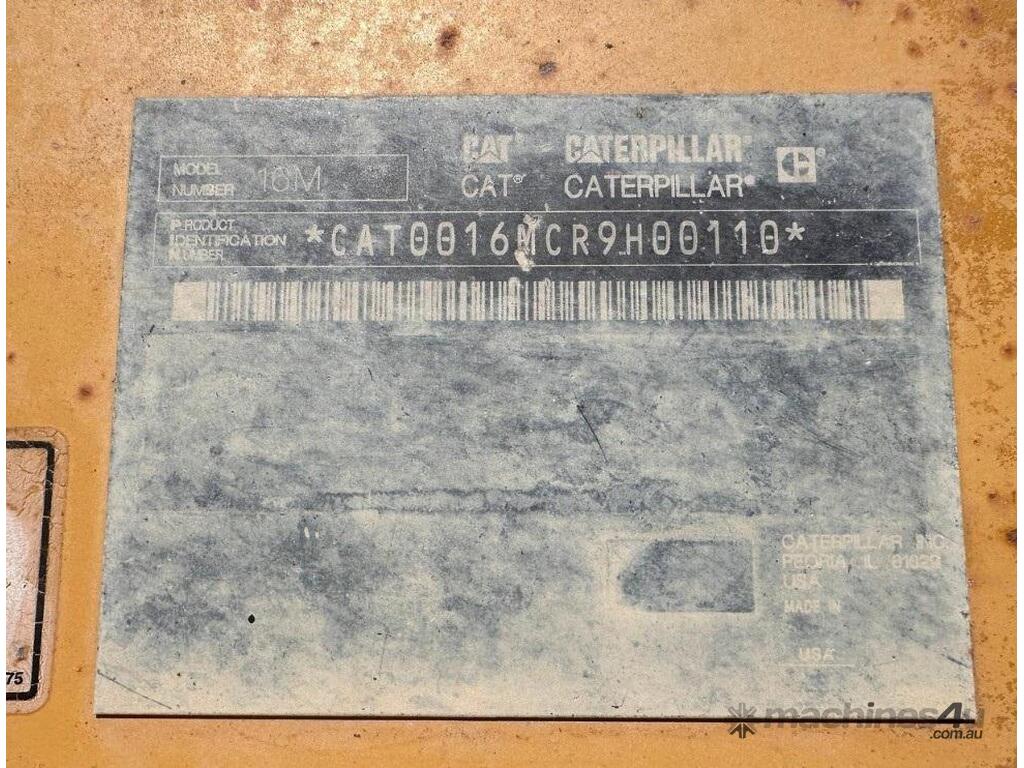 CAT CATERPILLAR®
CAT® CATERPILLAR®
MODEL
NUMBER 16M
PRODUCT
IDENTIFICATION
NUMBER *CAT0016MCR9H00110*
CATERPILLAR INC
PEORIA, IL 61629
USA
MADE IN
USA
75
machines4u
.com.au